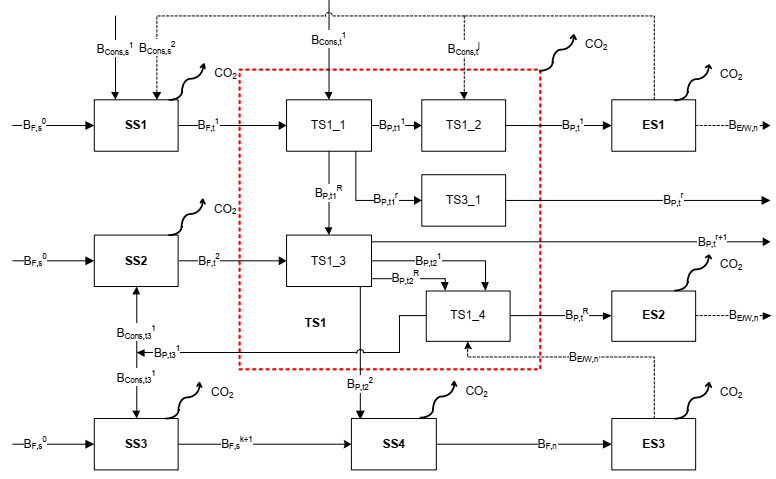 B_Cons,s^1
B_Cons,s^2
B_Cons,t^1
B_Cons,t^j
CO2
CO2
CO2
B_F,s^0
SS1
B_F,t^1
TS1_1
B_P,t1^1
TS1_2
B_P,t^1
ES1
B_E/W,n
B_P,t1^R
B_P,t1^r
TS3_1
B_P,t^r
CO2
B_P,t^r+1
B_F,s^0
SS2
B_F,t^2
TS1_3
B_P,t2^1
B_P,t2^R
CO2
TS1
TS1_4
B_P,t^R
ES2
B_E/W,n
B_Cons,t3^1
B_P,t3^1
B_E/W,n
B_Cons,t3^1
B_P,t2^2
CO2
CO2
CO2
B_F,s^0
SS3
B_F,s^k+1
SS4
B_F,n
ES3